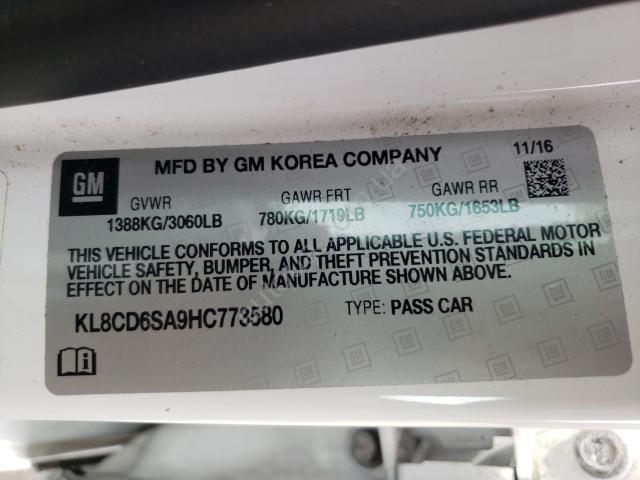 GM
MFD BY GM KOREA COMPANY
11/16
GVWR
GAWR FRT
GAWR RR
1388KG/3060LB
780KG/1719LB
750KG/1653LB
THIS VEHICLE CONFORMS TO ALL APPLICABLE U.S. FEDERAL MOTOR
VEHICLE SAFETY, BUMPER, AND THEFT PREVENTION STANDARDS IN
EFFECT ON THE DATE OF MANUFACTURE SHOWN ABOVE.
KL8CD6SA9HC773580
TYPE: PASS CAR